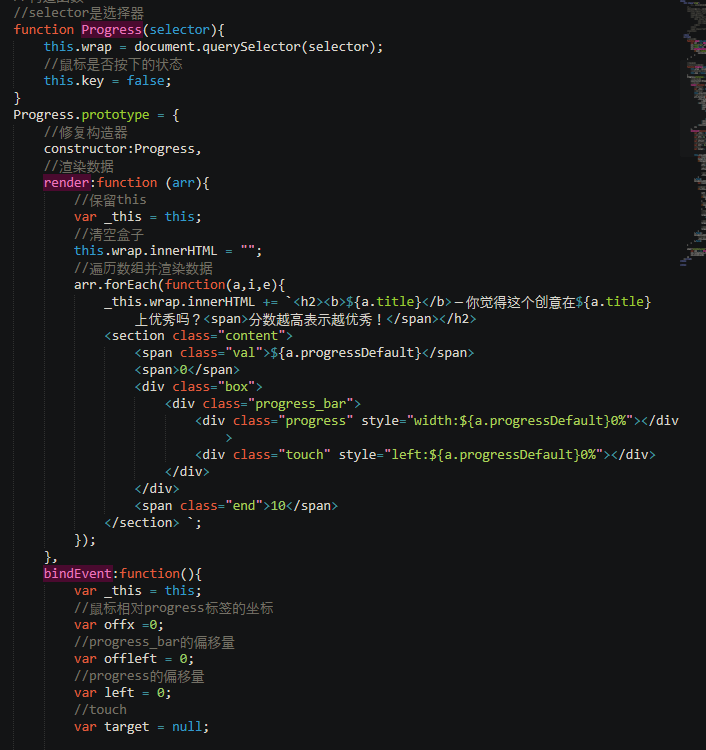 //selector是选择器
function Progress(selector){
this.wrap = document.querySelector(selector);
//鼠标是否按下的状态
this.key = false;
}
Progress.prototype = {
//修复构造器
constructor:Progress,
//渲染数据
render:function (arr){
//保留this
var _this = this;
//清空盒子
this.wrap.innerHTML = "";
//遍历数组并渲染数据
arr.forEach(function(a,i,e){
_this.wrap.innerHTML += `<h2><b>${a.title}</b>—你觉得这个创意在${a.title}
上优秀吗？<span>分数越高表示越优秀！</span></h2>
<section class="content">
<span class="val">${a.progressDefault}</span>
<span>0</span>
<div class="box">
<div class="progress_bar">
<div class="progress" style="width:${a.progressDefault}0%"></div
>
<div class="touch" style="left:${a.progressDefault}0%"></div>
</div>
</div>
<span class="end">10</span>
</section> `;
});
},
bindEvent:function(){
var _this = this;
//鼠标相对progress标签的坐标
var offx =0;
//progress_bar的偏移量
var offleft = 0;
//progress的偏移量
var left = 0;
//touch
var target = null;